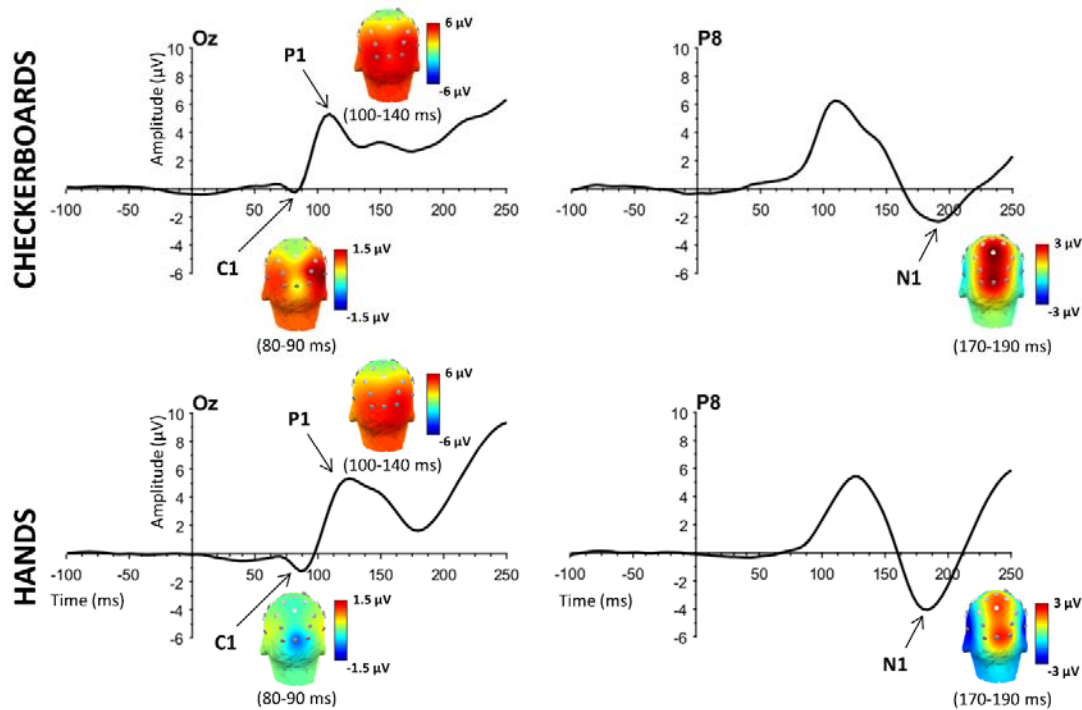 CHECKERBOARDS
Oz
Amplitude (µV)
10
8
6
4
2
-2
-4
-6
-100
-50
50
100
150
200
250
P1
6 µV
-6 µV
(100-140 ms)
C1
1.5 µV
-1.5 µV
(80-90 ms)
P8
10
8
6
4
2
-2
-4
-6
-100
-50
50
100
150
200
250
N1
3 µV
-3 µV
(170-190 ms)
HANDS
Oz
Amplitude (µV)
10
8
6
4
2
-2
-4
-6
-100
-50
50
100
150
200
250
Time (ms)
P1
6 µV
-6 µV
(100-140 ms)
C1
1.5 µV
-1.5 µV
(80-90 ms)
P8
10
8
6
4
2
-2
-4
-6
-100
-50
50
100
150
200
250
Time (ms)
N1
3 µV
-3 µV
(170-190 ms)